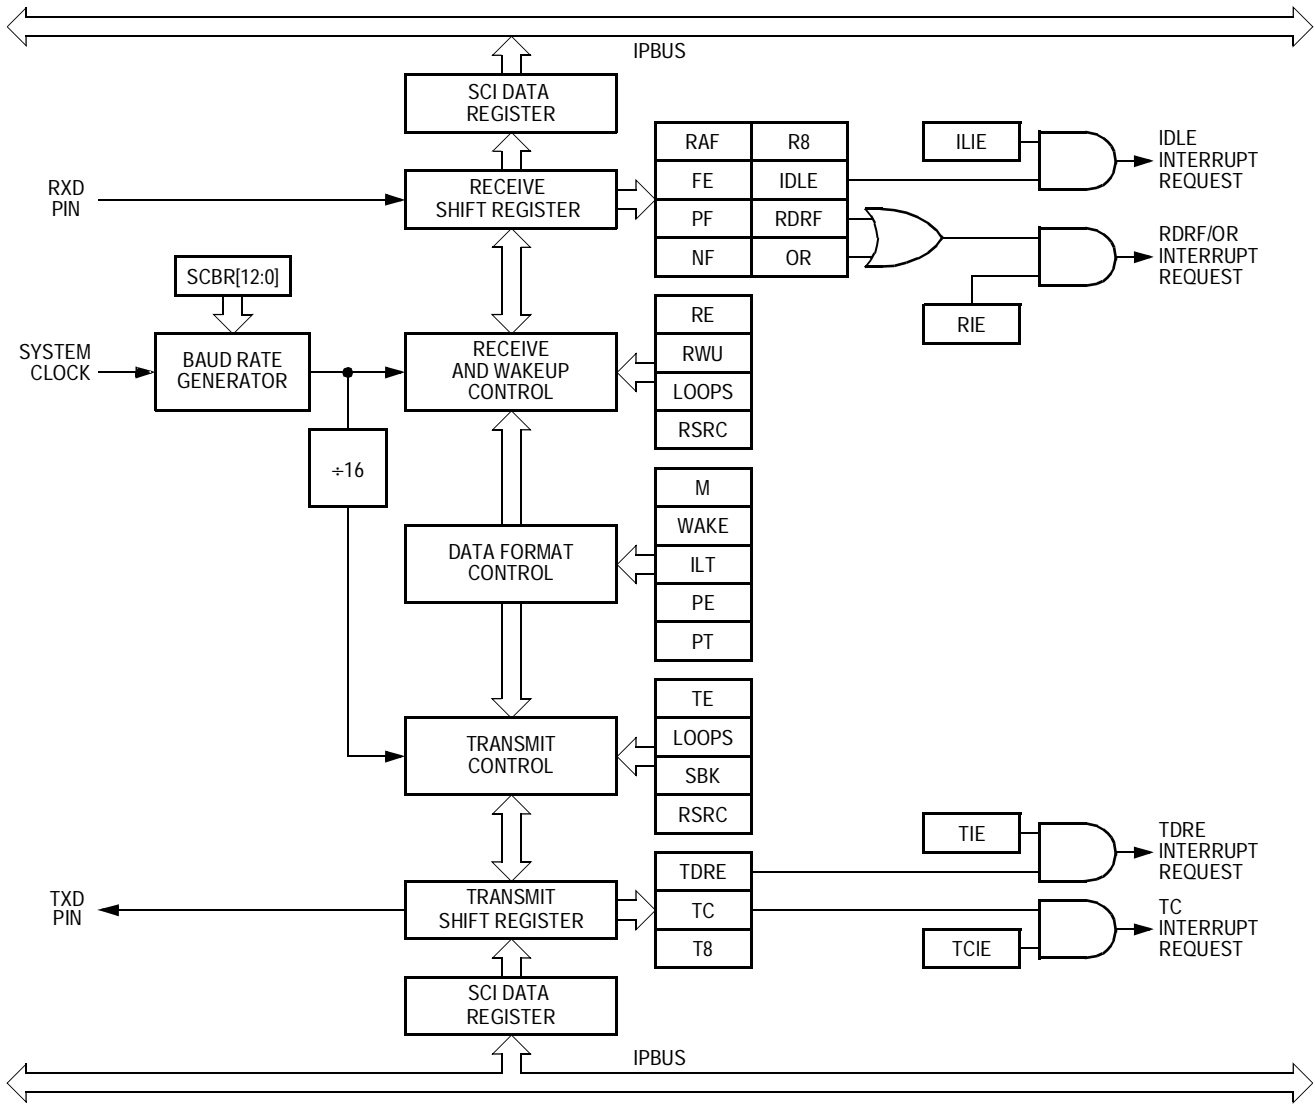 IPBUS
SCI DATA
REGISTER
RAF
R8
ILIE
IDLE
INTERRUPT
REQUEST
RXD
PIN
RECEIVE
SHIFT REGISTER
FE
IDLE
PF
RDRF
NF
OR
RDRF/OR
INTERRUPT
REQUEST
SCBR[12:0]
RIE
SYSTEM
CLOCK
BAUD RATE
GENERATOR
RECEIVE
AND WAKEUP
CONTROL
RE
RWU
LOOPS
RSRC
÷16
DATA FORMAT
CONTROL
M
WAKE
ILT
PE
PT
TRANSMIT
CONTROL
TE
LOOPS
SBK
RSRC
TIE
TDRE
INTERRUPT
REQUEST
TXD
PIN
TRANSMIT
SHIFT REGISTER
TDRE
TC
T8
TCIE
TC
INTERRUPT
REQUEST
SCI DATA
REGISTER
IPBUS